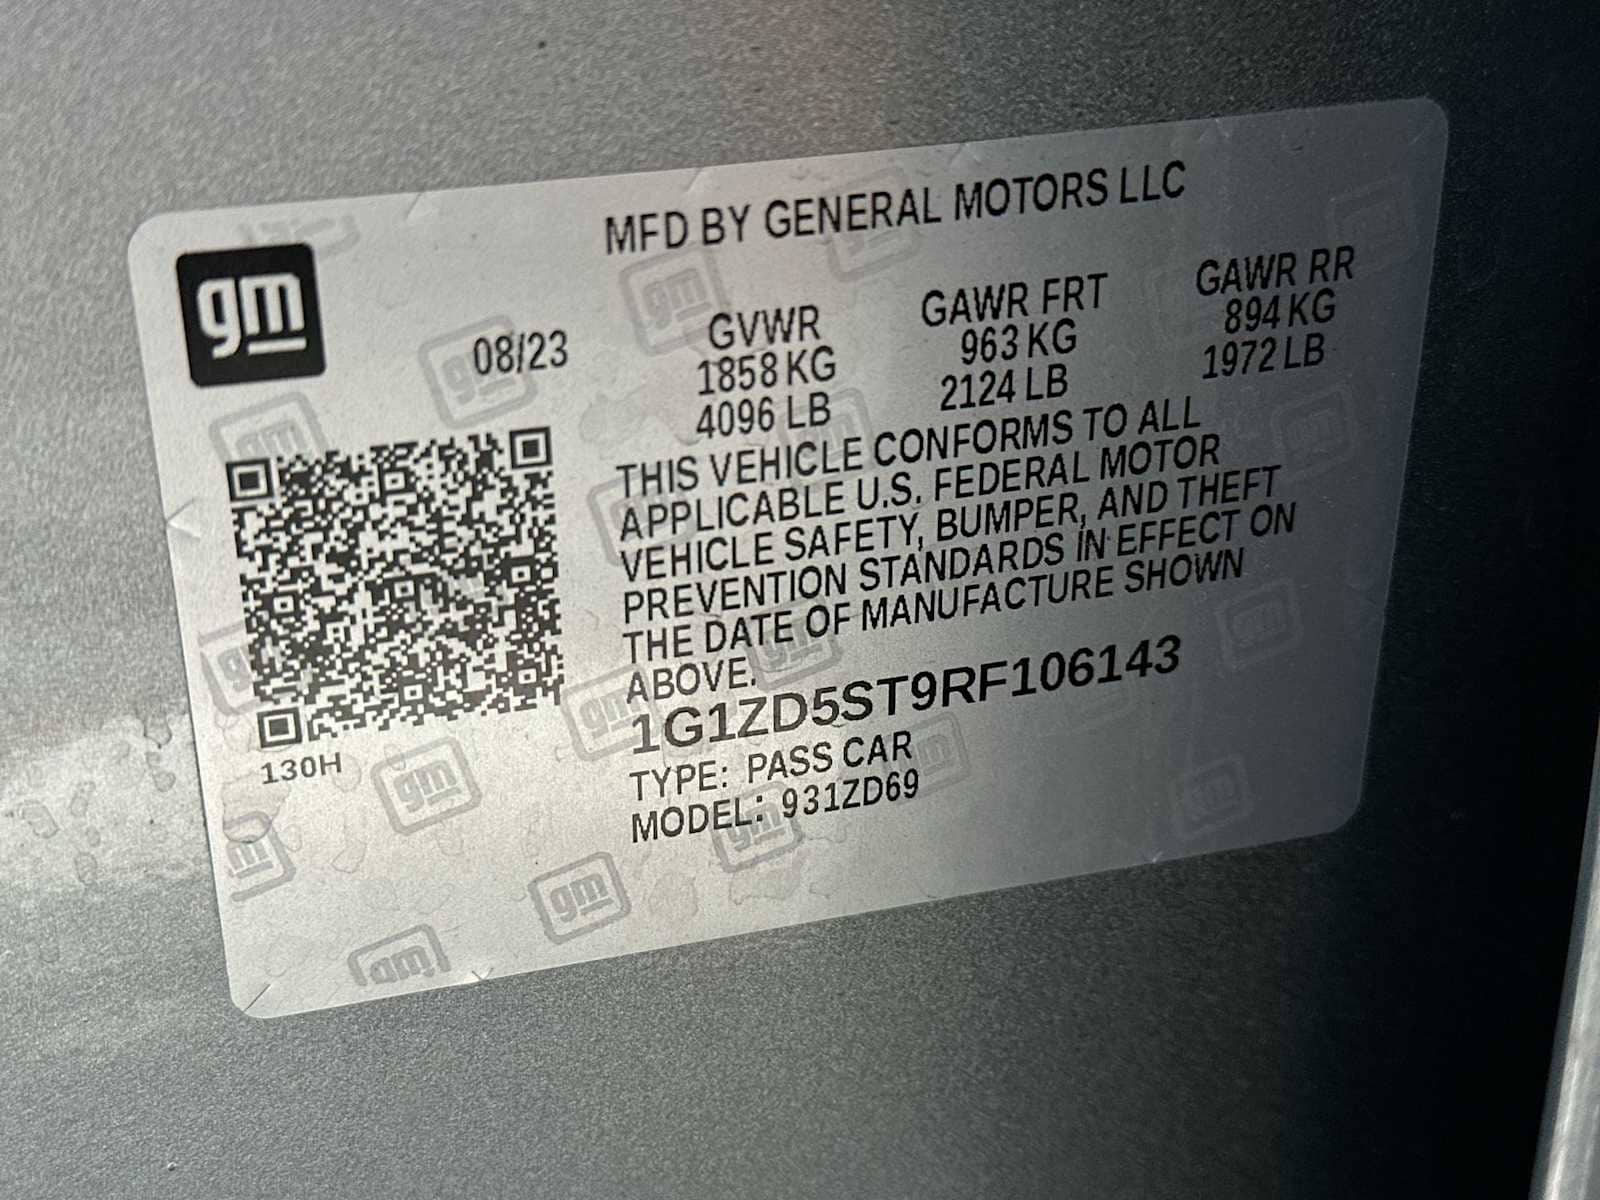 MFD BY GENERAL MOTORS LLC
gm
08/23
GVWR GAWR FRT GAWR RR
1858 KG 963 KG 894 KG
4096 LB 2124 LB 1972 LB
THIS VEHICLE CONFORMS TO ALL
APPLICABLE U.S. FEDERAL MOTOR
VEHICLE SAFETY, BUMPER, AND THEFT
PREVENTION STANDARDS IN EFFECT ON
THE DATE OF MANUFACTURE SHOWN
ABOVE.
1G1ZD5ST9RF106143
TYPE: PASS CAR
MODEL: 931ZD69
130H